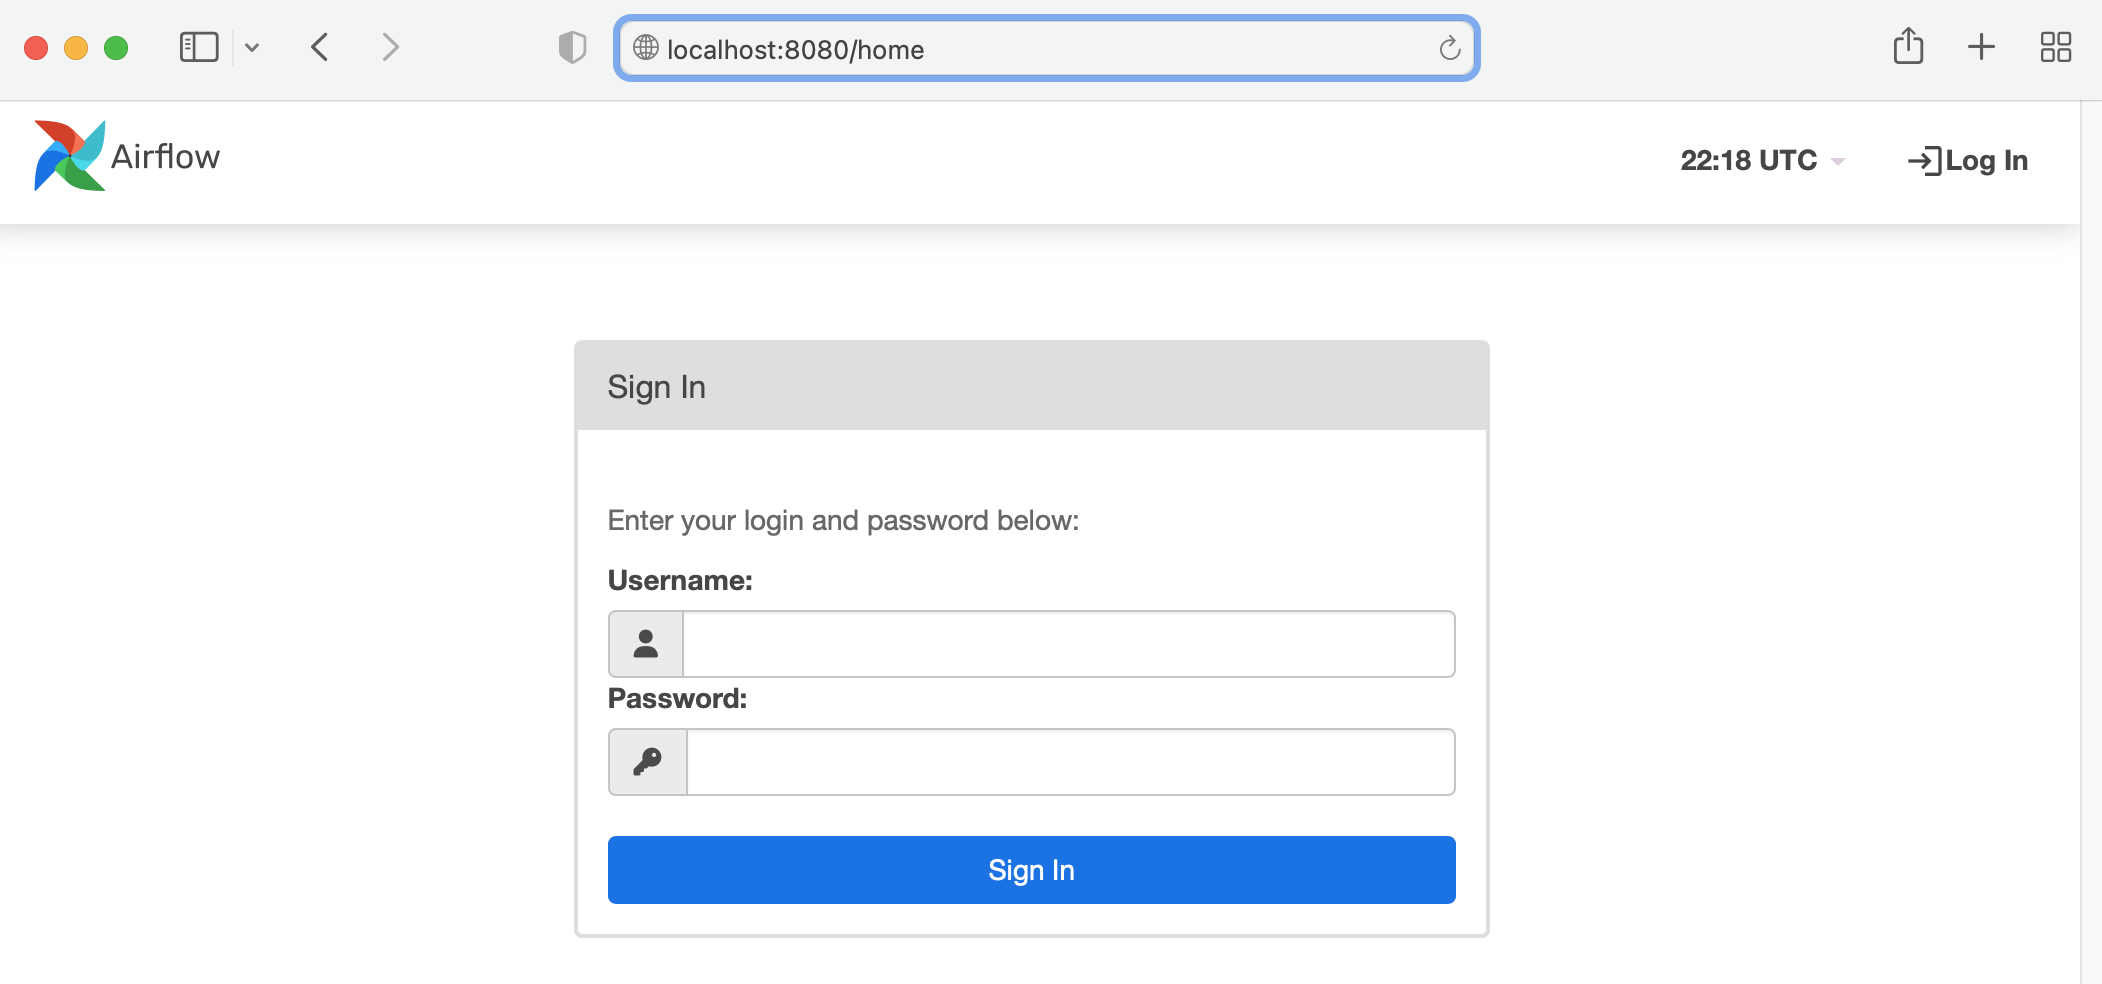 localhost:8080/home
Airflow
22:18 UTC
Log In
Sign In
Enter your login and password below:
Username:
Password:
Sign In